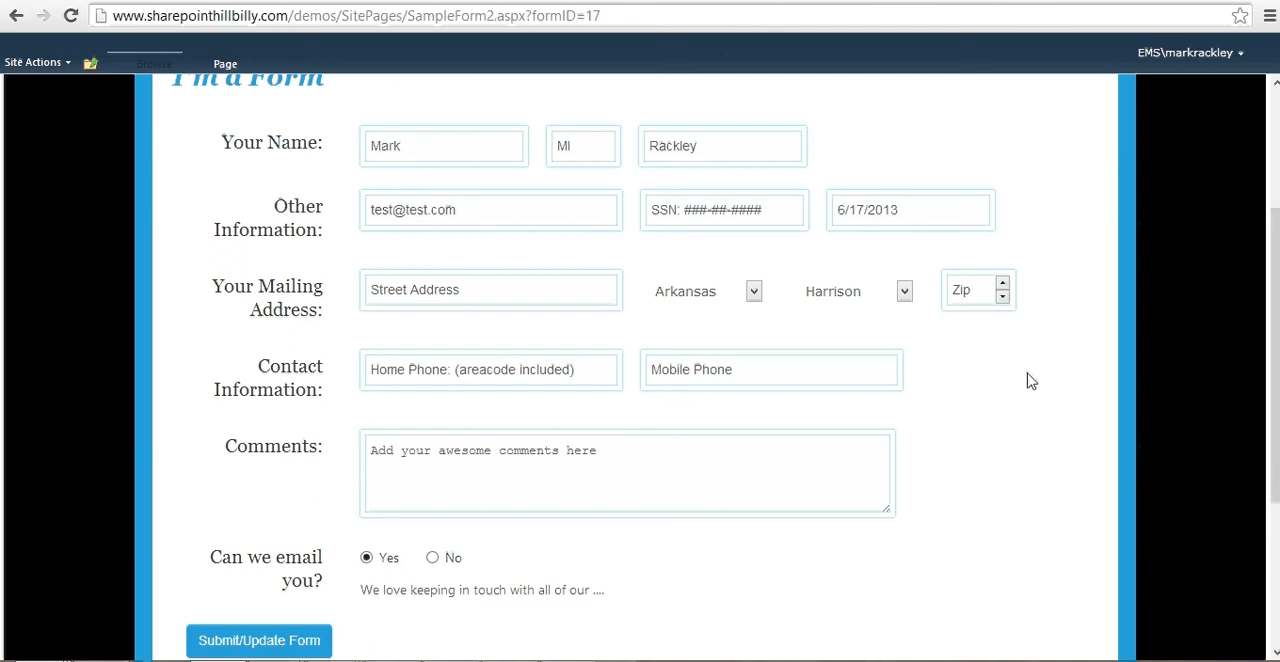 www.sharepointhillbilly.com/demos/SitePages/SampleForm2.aspx?formID=17
EMS\markrackley
Site Actions Browse Page
I'm a Form
Your Name: Mark MI Rackley
Other Information: test@test.com SSN: ###-##-#### 6/17/2013
Your Mailing Address: Street Address Arkansas Harrison Zip
Contact Information: Home Phone: (areacode included) Mobile Phone
Comments: Add your awesome comments here
Can we email you? Yes No
We love keeping in touch with all of our ....
Submit/Update Form